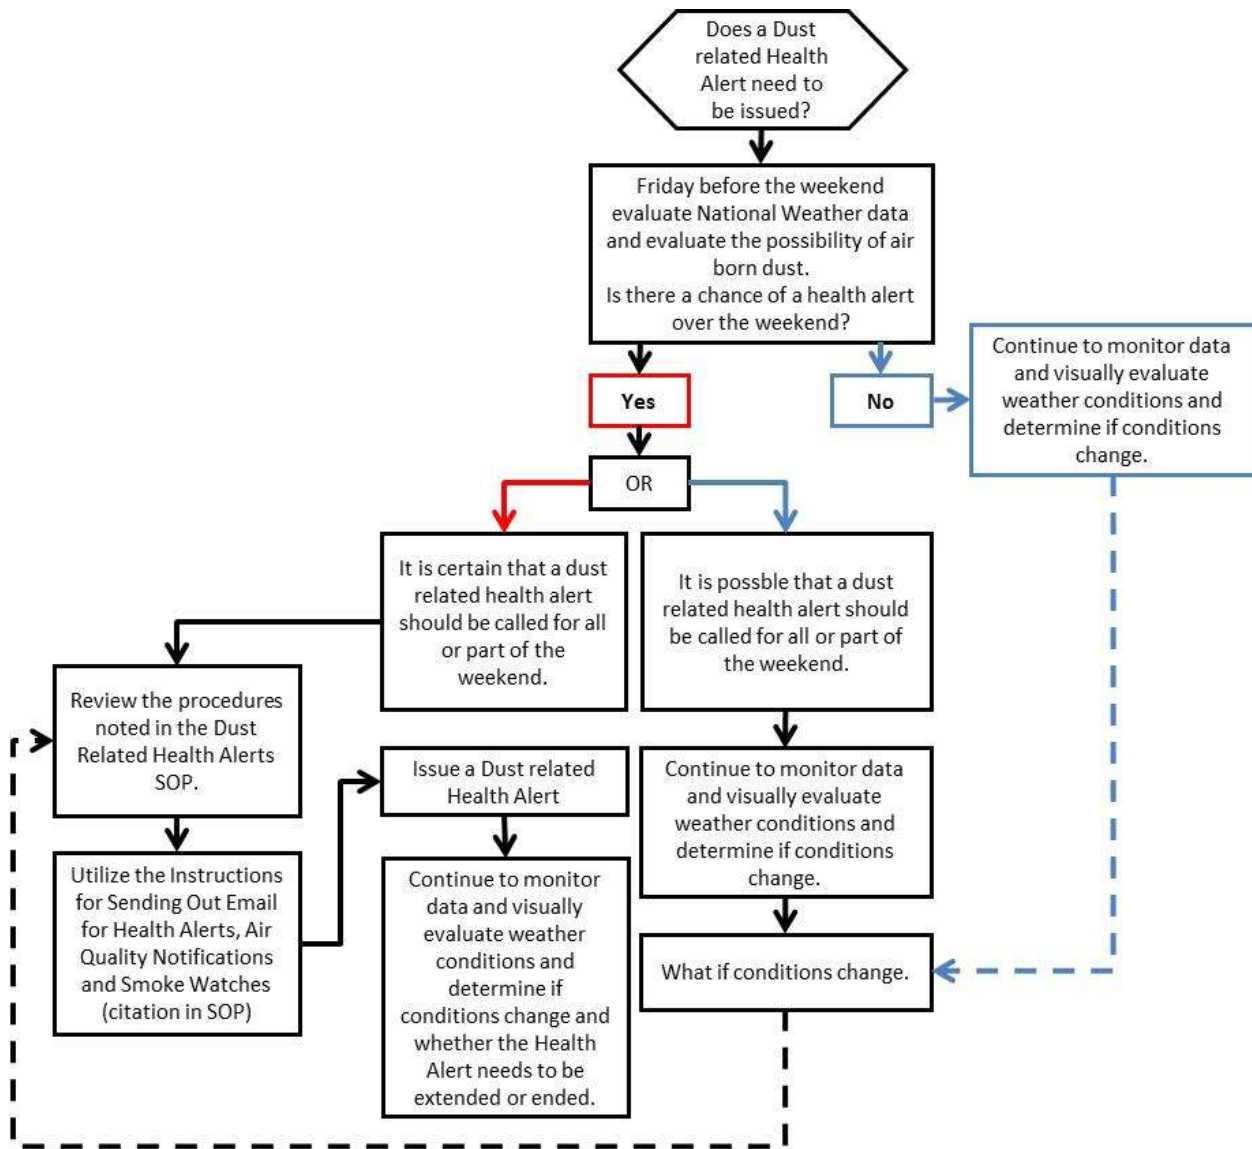 Does a Dust
related Health
Alert need to
be issued?
Friday before the weekend
evaluate National Weather data
and evaluate the possibility of air
born dust.
Is there a chance of a health alert
over the weekend?
Yes
No
Continue to monitor data
and visually evaluate
weather conditions and
determine if conditions
change.
OR
It is certain that a dust
related health alert
should be called for all
or part of the
weekend.
It is possble that a dust
related health alert should
be called for all or part of
the weekend.
Review the procedures
noted in the Dust
Related Health Alerts
SOP.
Issue a Dust related
Health Alert
Continue to monitor data
and visually evaluate
weather conditions and
determine if conditions
change.
Utilize the Instructions
for Sending Out Email
for Health Alerts, Air
Quality Notifications
and Smoke Watches
(citation in SOP)
Continue to monitor
data and visually
evaluate weather
conditions and
determine if
conditions change and
whether the Health
Alert needs to be
extended or ended.
What if conditions change.